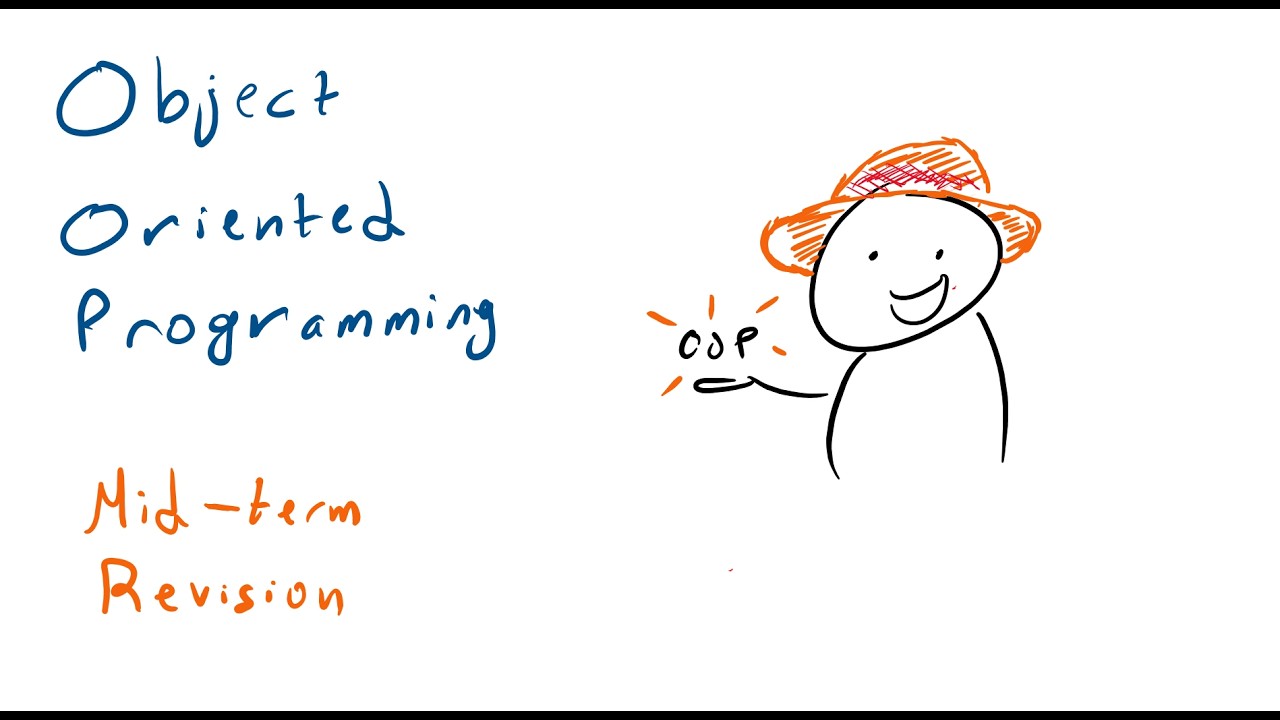 Object
Oriented
Programming
OOP
Mid-term
Revision